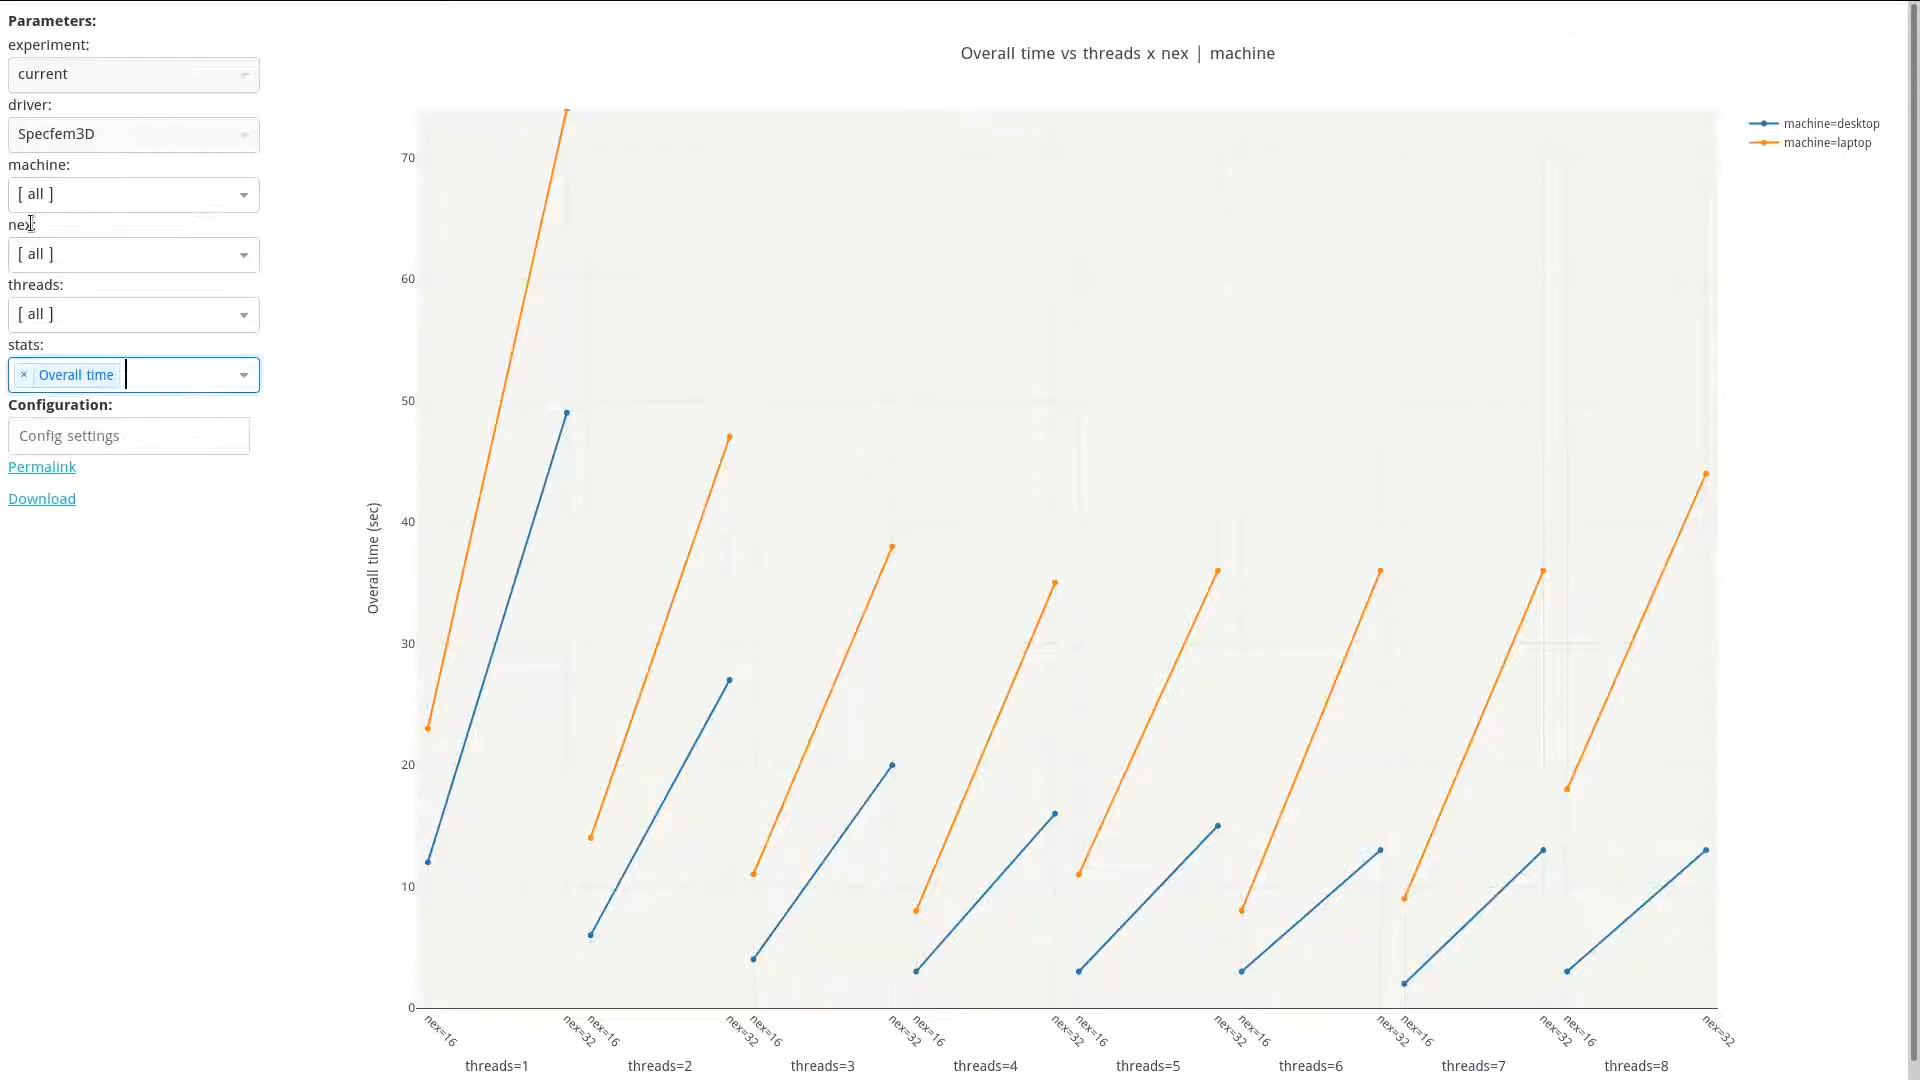 Parameters:
experiment:
current
driver:
Specfem3D
machine:
[ all ]
nex:
[ all ]
threads:
[ all ]
stats:
× Overall time
Configuration:
Config settings
Permalink
Download
Overall time vs threads x nex | machine
machine=desktop
machine=laptop
Overall time (sec)
70
60
50
40
30
20
10
0
nex=16 nex=32 nex=16 nex=32 nex=16 nex=32 nex=16 nex=32 nex=16 nex=32 nex=16 nex=32 nex=16 nex=32 nex=16 nex=32
threads=1 threads=2 threads=3 threads=4 threads=5 threads=6 threads=7 threads=8